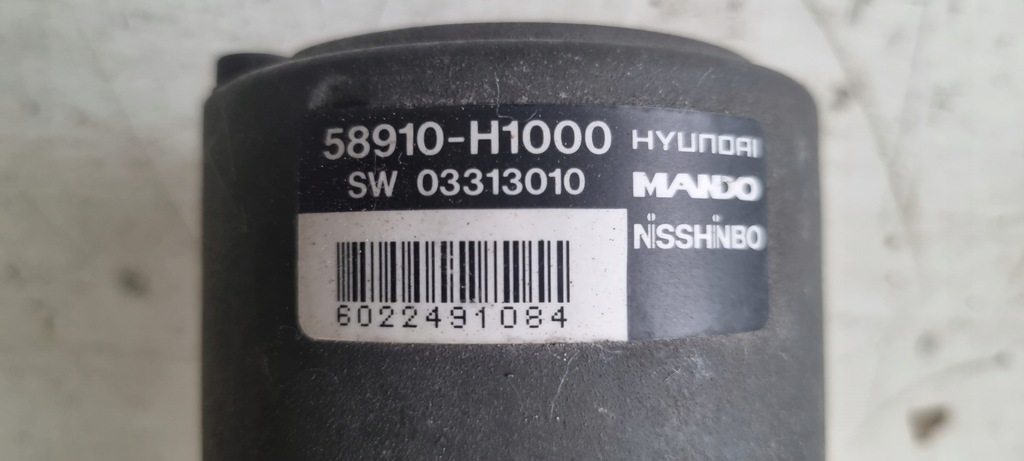 58910-H1000
SW 03313010
HYUNDAI
MANDO
NISSHINBO
6022491084